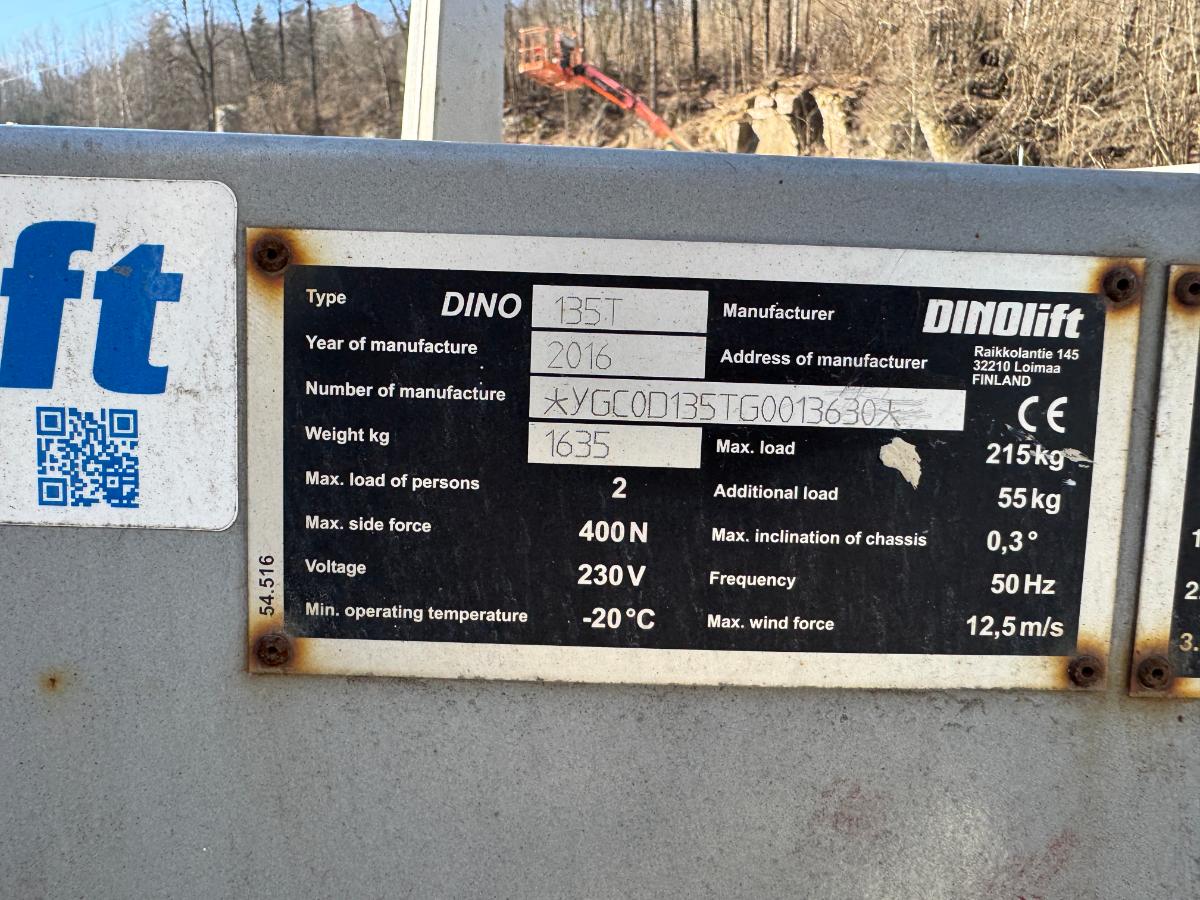 ft
Type DINO 135T
Year of manufacture 2016
Number of manufacture *YGC0D135TG0013630*
Weight kg 1635
Max. load of persons 2
Max. side force 400 N
Voltage 230 V
Min. operating temperature -20 °C
Manufacturer DINOlift
Address of manufacturer Raikkolantie 145
32210 Loimaa
FINLAND
CE
Max. load 215 kg
Additional load 55 kg
Max. inclination of chassis 0,3°
Frequency 50 Hz
Max. wind force 12,5 m/s
54.516
1
2.
3.